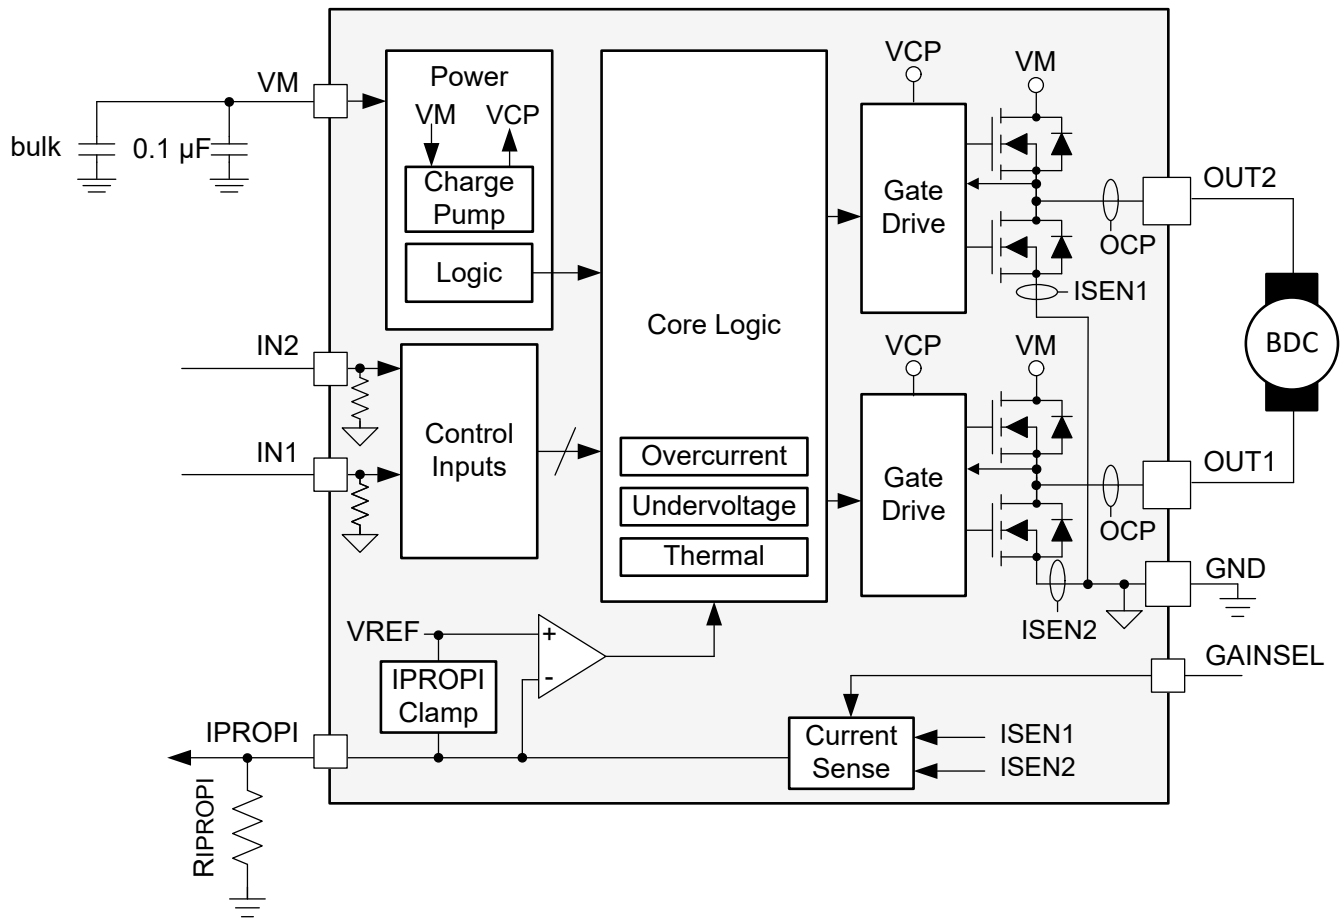 VCP
VM
VM
Power
VM
VCP
bulk
0.1 µF
Charge
Pump
Gate
Drive
OUT2
OCP
Logic
ISEN1
Core Logic
IN2
VCP
VM
BDC
Control
Inputs
IN1
Overcurrent
Undervoltage
Thermal
Gate
Drive
OUT1
OCP
GND
ISEN2
VREF
+
-
IPROPI
Clamp
GAINSEL
IPROPI
Current
Sense
ISEN1
ISEN2
RIPROPI